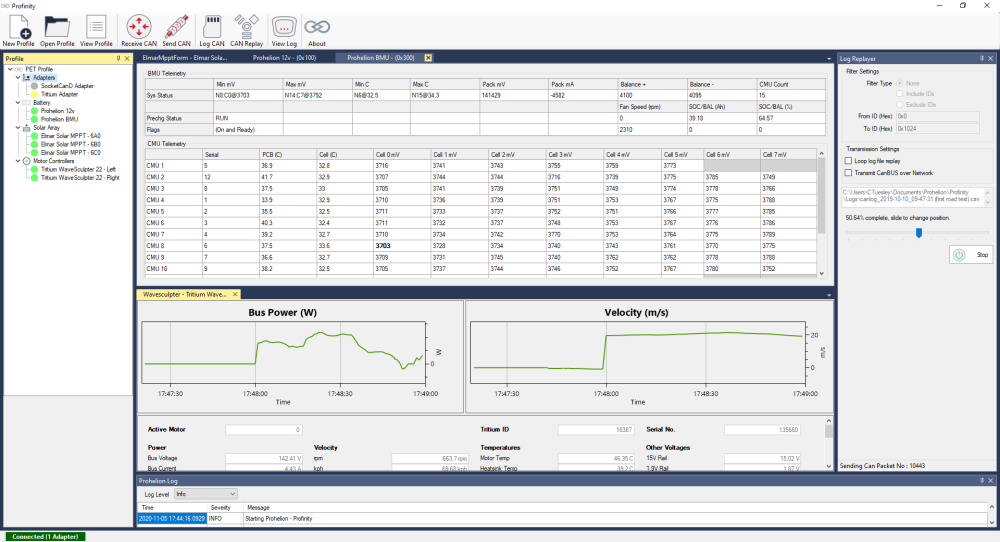 Profinity
New Profile Open Profile View Profile Receive CAN Send CAN Log CAN CAN Replay View Log About
Profile
PET Profile
Adapters
SocketCanD Adapter
Tritium Adapter
Battery
Prohelion 12v
Prohelion BMU
Solar Array
Elmar Solar MPPT - 6A0
Elmar Solar MPPT - 6B0
Elmar Solar MPPT - 6C0
Motor Controllers
Tritium WaveSculpter 22 - Left
Tritium WaveSculpter 22 - Right
ElmarMpptForm - Elmar Sola... Prohelion 12v - (0x100) Prohelion BMU - (0x300)
BMU Telemetry
Min mV Max mV Min C Max C Pack mV Pack mA Balance + Balance - CMU Count
Sys Status N8:C0@3703 N14:C7@3792 N6@32.5 N15@34.3 141429 -4582 4100 4095 15
Fan Speed (rpm) SOC/BAL (Ah) SOC/BAL (%)
Prechg Status RUN 0 39.18 64.57
Flags (On and Ready) 2310 0 0
CMU Telemetry
Serial PCB (C) Cell (C) Cell 0 mV Cell 1 mV Cell 2 mV Cell 3 mV Cell 4 mV Cell 5 mV Cell 6 mV Cell 7 mV
CMU 1 5 36.9 32.8 3716 3741 3743 3755 3759 3773
CMU 2 12 41.7 32.9 3707 3744 3744 3716 3739 3775 3785 3749
CMU 3 8 37.5 33 3705 3741 3739 3751 3749 3774 3778 3766
CMU 4 1 33.9 32.9 3710 3736 3739 3751 3743 3765 3771 3788
CMU 5 2 35.5 32.5 3711 3733 3737 3752 3751 3766 3777 3785
CMU 6 3 40.3 32.4 3711 3732 3732 3748 3751 3767 3768 3786
CMU 7 4 39.2 32.7 3710 3734 3742 3770 3753 3764 3775 3789
CMU 8 6 37.5 33.6 3703 3728 3734 3740 3743 3761 3770 3775
CMU 9 7 36.6 32.7 3709 3731 3745 3740 3762 3762 3778 3788
CMU 10 9 38.2 32.5 3705 3737 3744 3746 3752 3767 3780 3752
Wavesculpter - Tritium Wave...
Bus Power (W)
W
0
17:47:30 17:48:00 17:48:30 17:49:00
Time
Velocity (m/s)
20
m/s
0
17:47:30 17:48:00 17:48:30 17:49:00
Time
Active Motor 0 Tritium ID 16387 Serial No. 135660
Power Velocity Temperatures Other Voltages
Bus Voltage 142.41 V rpm 663.7 rpm Motor Temp 46.35 C 15V Rail 15.02 V
Bus Current 4.43 A kph 69.68 kph Heatsink Temp 39.2 C 1.9V Rail 1.87 V
Prohelion Log
Log Level Info
Time Severity Message
2020-11-05 17:44:16.0029 INFO Starting Prohelion - Profinity
Connected (1 Adapter)
Log Replayer
Filter Settings
Filter Type None
Include IDs
Exclude IDs
From ID (Hex) 0x0
To ID (Hex) 0x1024
Transmission Settings
Loop log file replay
Transmit CanBUS over Network
C:\Users\CTuesley\Documents\Prohelion\Profinity
\Logs\canlog_2019-10-10_09-47-31 (first road test).csv
50.64% complete, slide to change position.
Stop
Sending Can Packet No : 10443